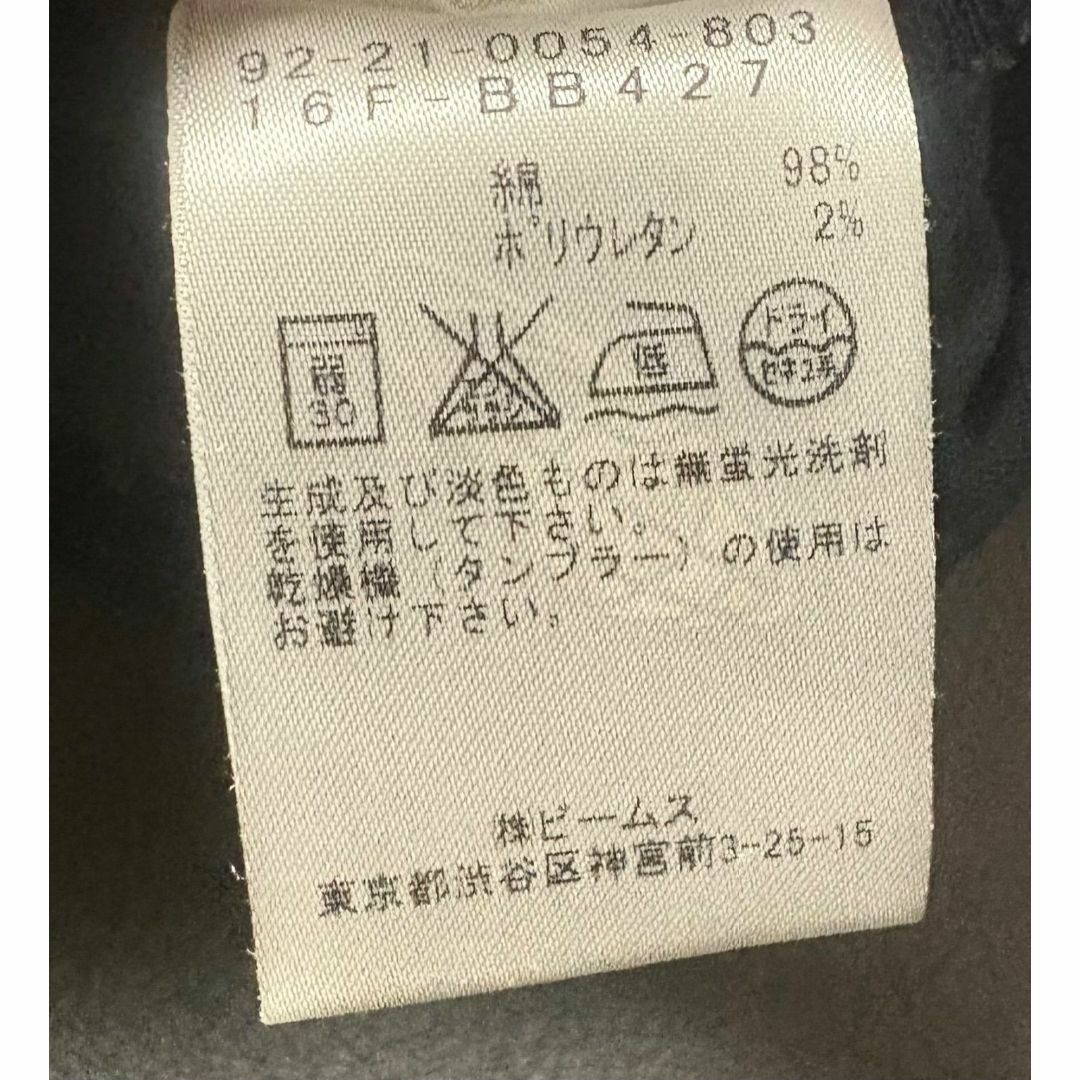 92-21-0054-803
16F-BB427
綿 98%
ポリウレタン 2%
弱
30
低
ドライ
セキユ系
生成及び淡色ものは無蛍光洗剤
を使用して下さい。
乾燥機(タンブラー)の使用は
お避け下さい。
㈱ビームス
東京都渋谷区神宮前3-25-15